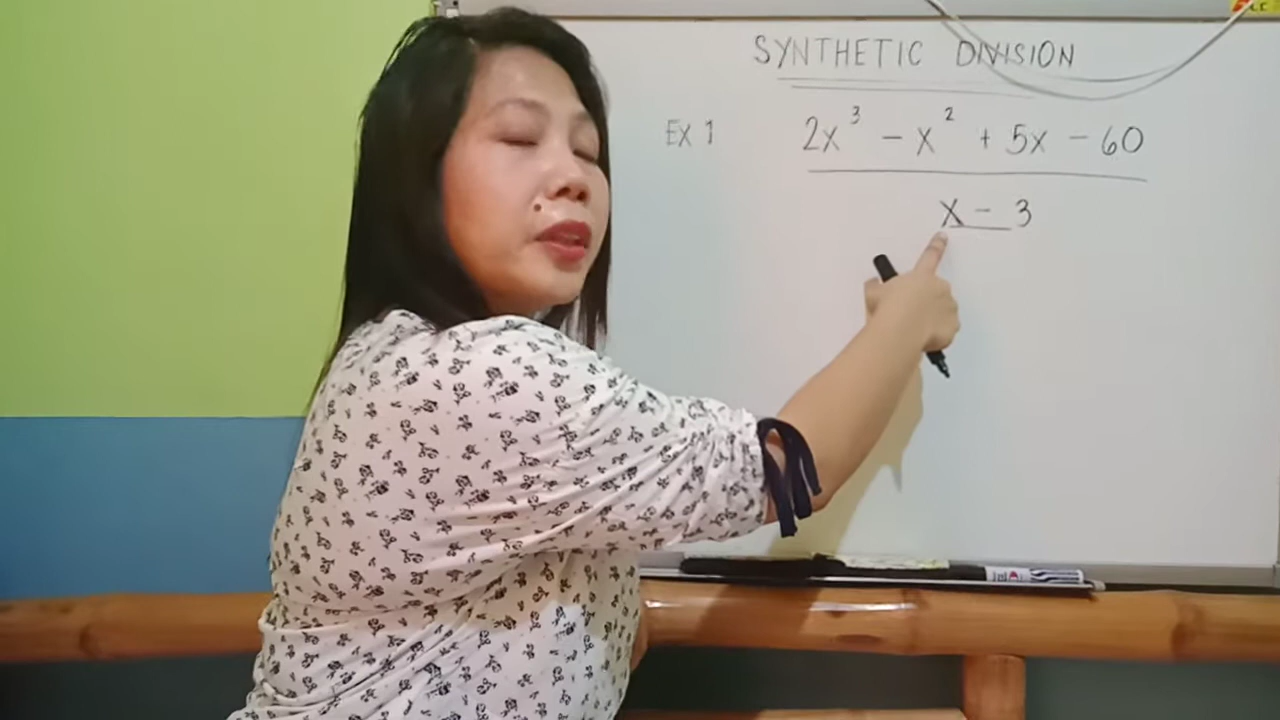 SYNTHETIC DIVISION
Ex 1 2x³ - x² + 5x - 60
x - 3